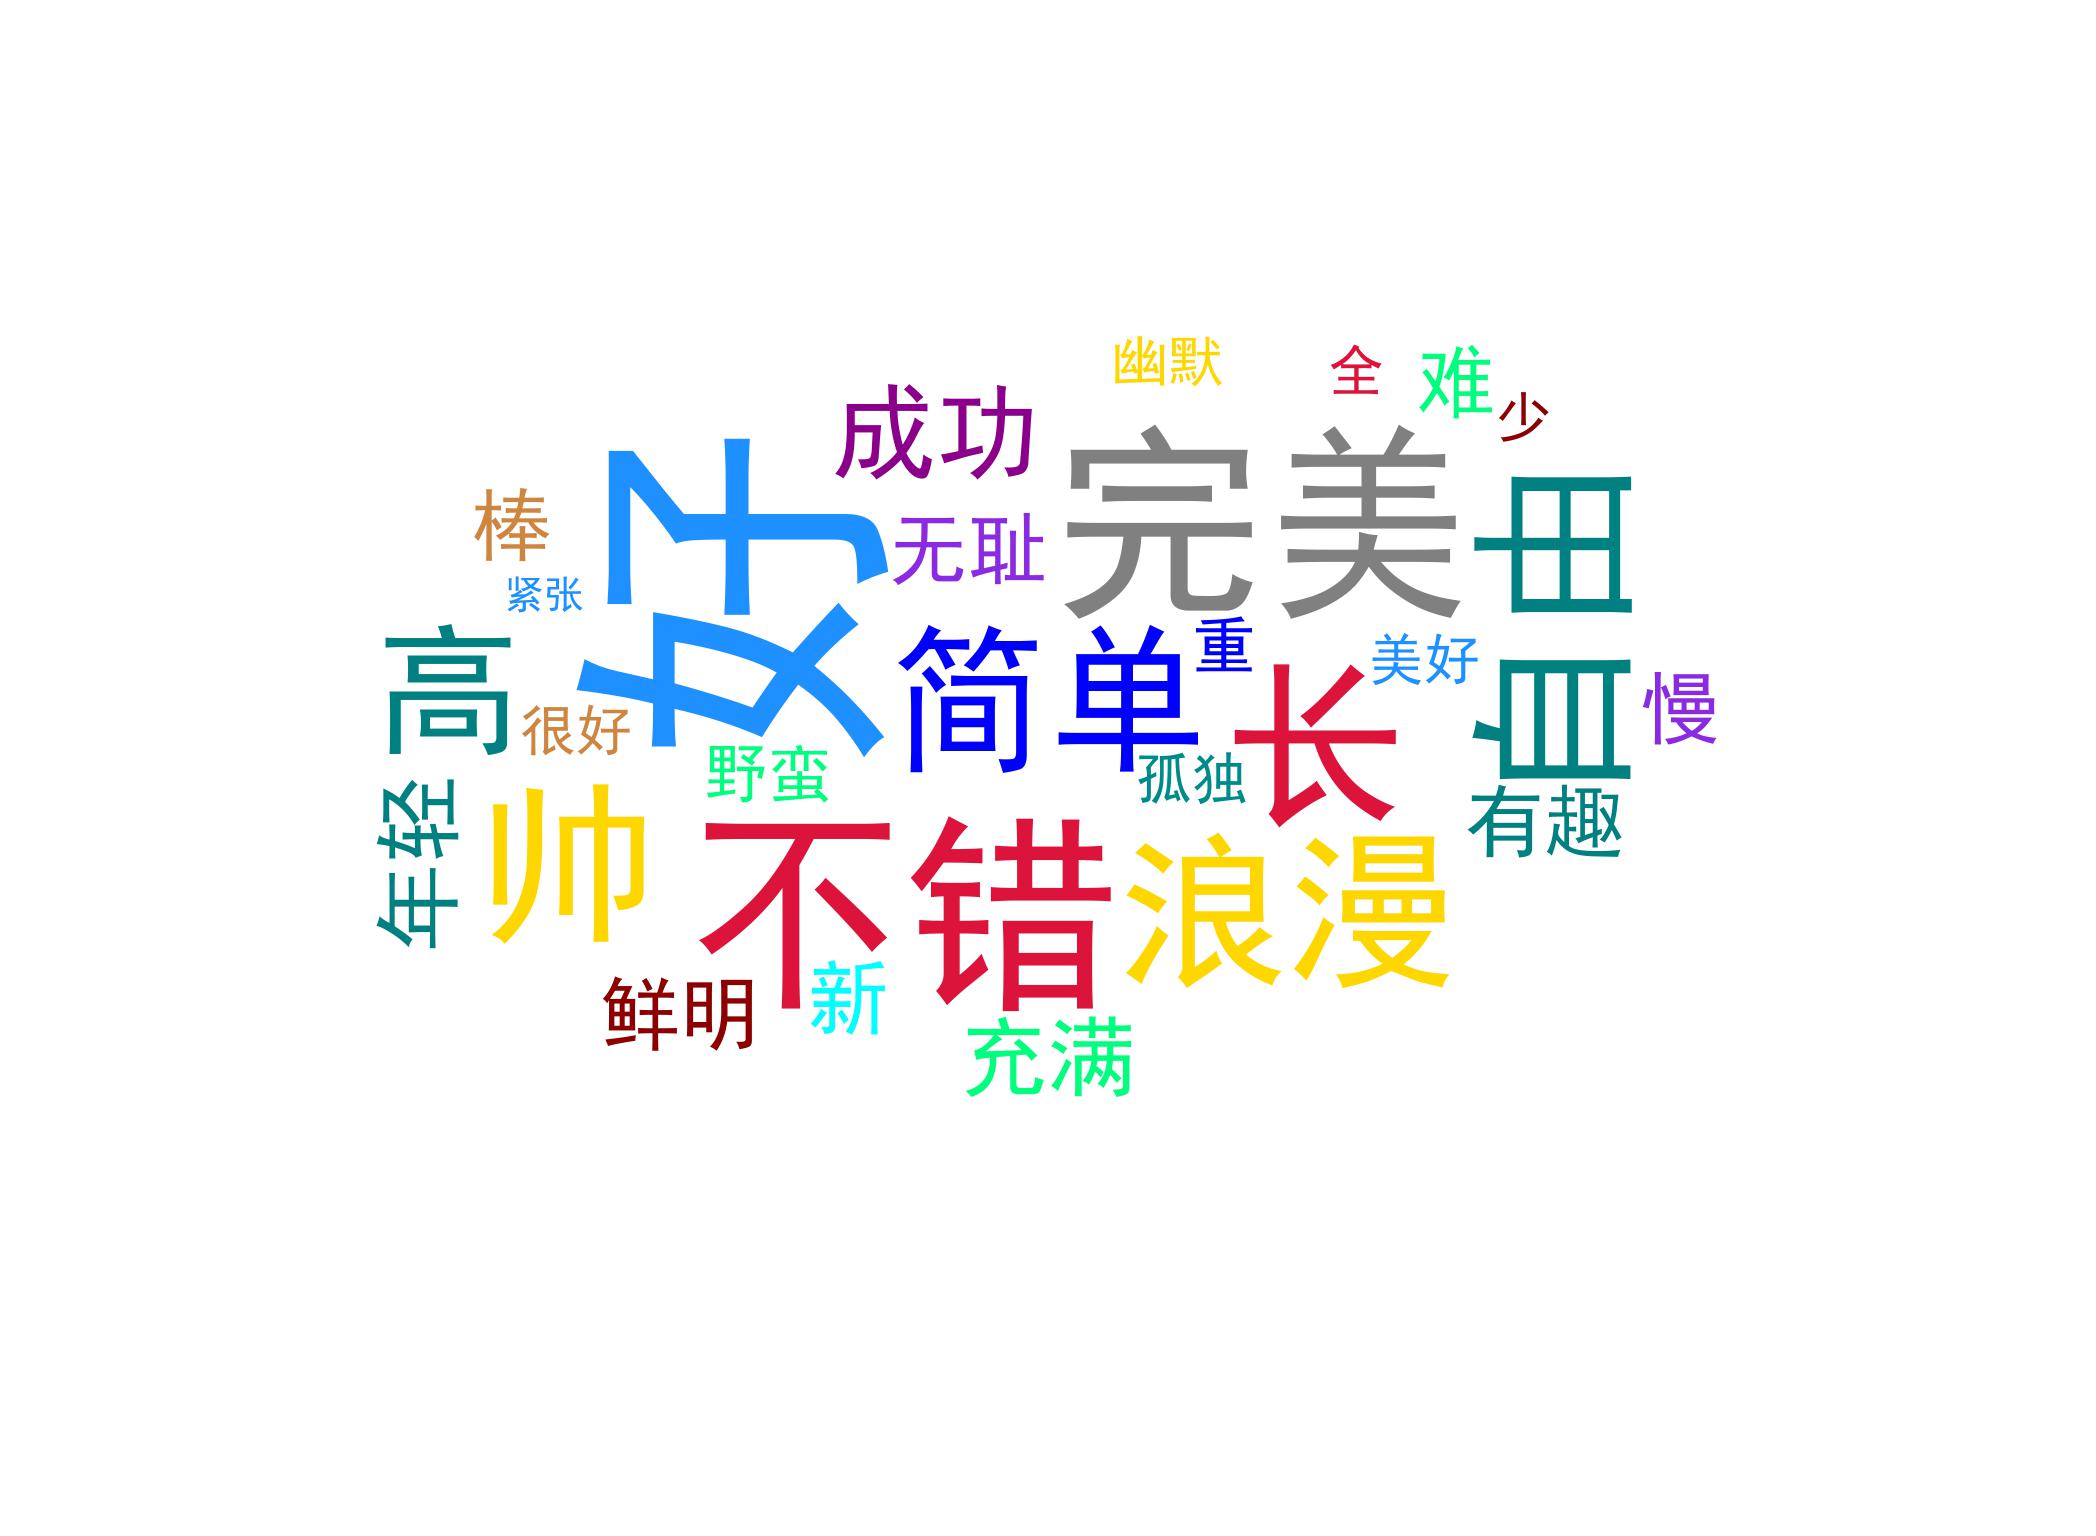 幽默
全
难
少
成功
好
完美
自由
棒
无耻
紧张
高
简单
重
美好
慢
很好
长
野蛮
孤独
年轻
帅
有趣
不错
浪漫
鲜明
新
充满